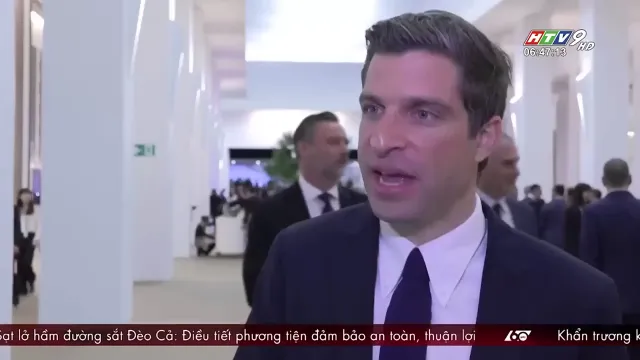 HTV9 HD
06:47:13
Sạt lở hầm đường sắt Đèo Cả: Điều tiết phương tiện đảm bảo an toàn, thuận lợi
Khẩn trương k